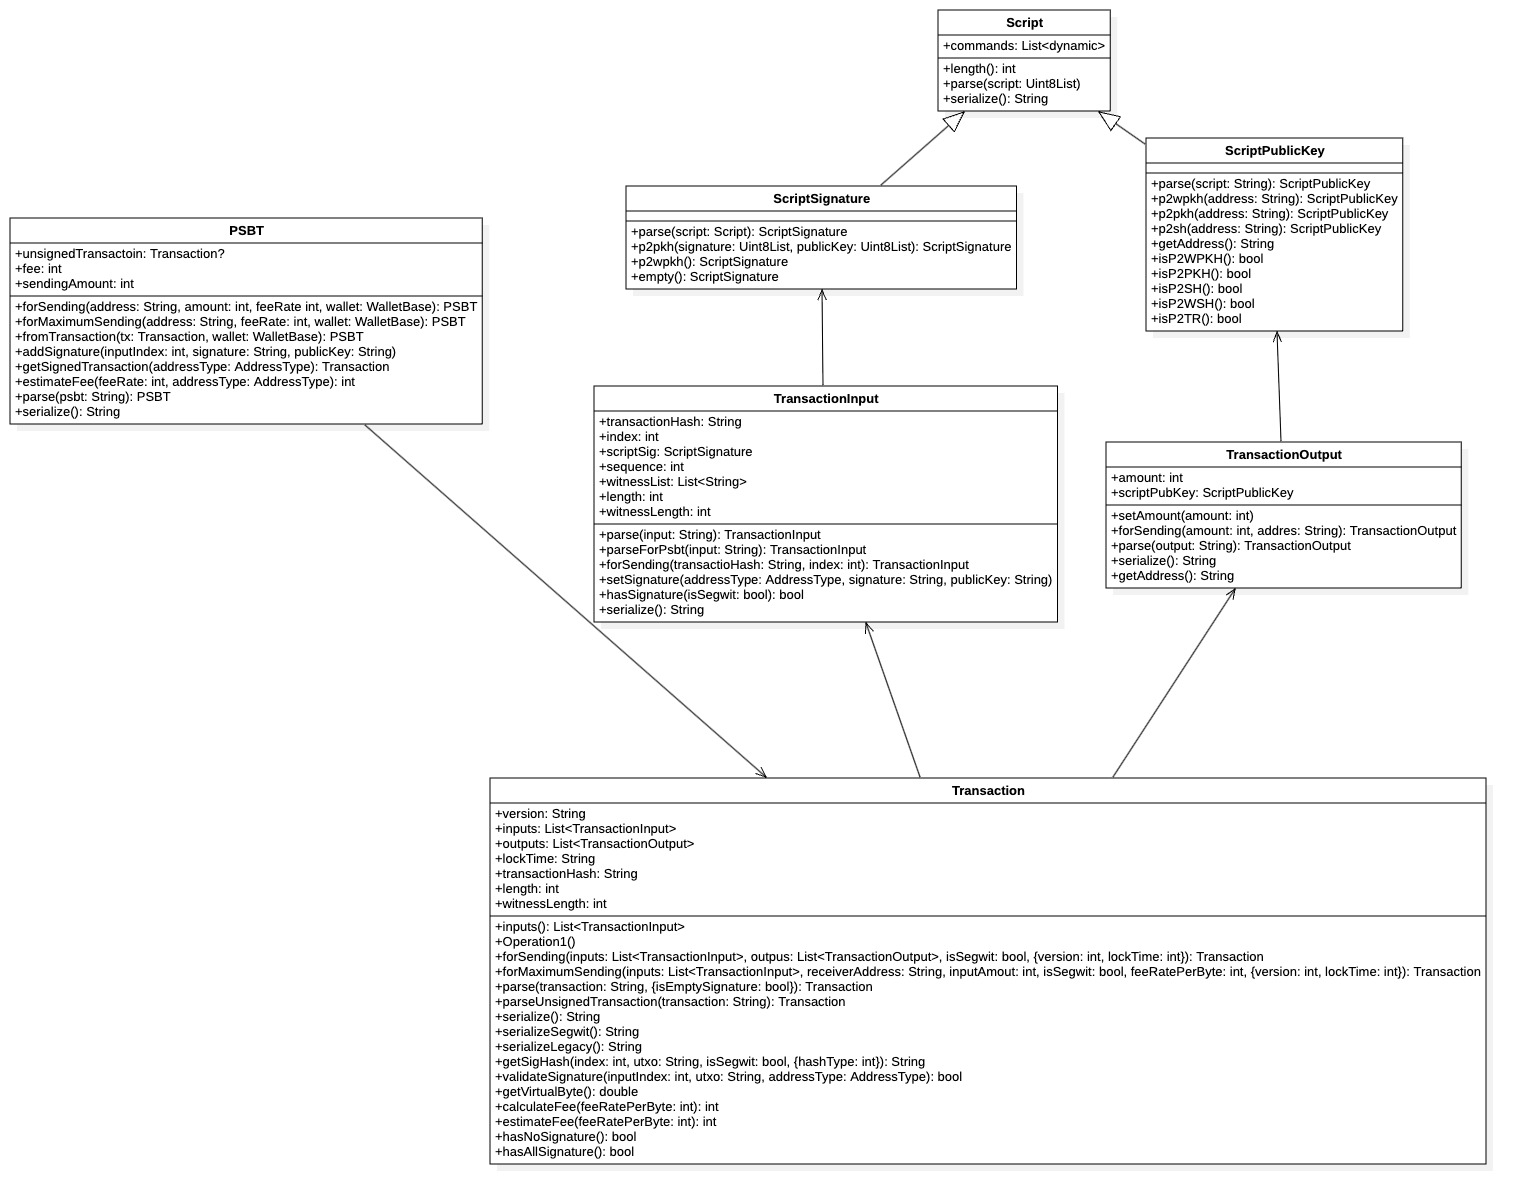 Script
+commands: List<dynamic>
+length(): int
+parse(script: Uint8List)
+serialize(): String
ScriptPublicKey
+parse(script: String): ScriptPublicKey
+p2wpkh(address: String): ScriptPublicKey
+p2pkh(address: String): ScriptPublicKey
+p2sh(address: String): ScriptPublicKey
+getAddress(): String
+isP2WPKH(): bool
+isP2PKH(): bool
+isP2SH(): bool
+isP2WSH(): bool
+isP2TR(): bool
ScriptSignature
+parse(script: Script): ScriptSignature
+p2pkh(signature: Uint8List, publicKey: Uint8List): ScriptSignature
+p2wpkh(): ScriptSignature
+empty(): ScriptSignature
PSBT
+unsignedTransactoin: Transaction?
+fee: int
+sendingAmount: int
+forSending(address: String, amount: int, feeRate int, wallet: WalletBase): PSBT
+forMaximumSending(address: String, feeRate: int, wallet: WalletBase): PSBT
+fromTransaction(tx: Transaction, wallet: WalletBase): PSBT
+addSignature(inputIndex: int, signature: String, publicKey: String)
+getSignedTransaction(addressType: AddressType): Transaction
+estimateFee(feeRate: int, addressType: AddressType): int
+parse(psbt: String): PSBT
+serialize(): String
TransactionInput
+transactionHash: String
+index: int
+scriptSig: ScriptSignature
+sequence: int
+witnessList: List<String>
+length: int
+witnessLength: int
+parse(input: String): TransactionInput
+parseForPsbt(input: String): TransactionInput
+forSending(transactioHash: String, index: int): TransactionInput
+setSignature(addressType: AddressType, signature: String, publicKey: String)
+hasSignature(isSegwit: bool): bool
+serialize(): String
TransactionOutput
+amount: int
+scriptPubKey: ScriptPublicKey
+setAmount(amount: int)
+forSending(amount: int, addres: String): TransactionOutput
+parse(output: String): TransactionOutput
+serialize(): String
+getAddress(): String
Transaction
+version: String
+inputs: List<TransactionInput>
+outputs: List<TransactionOutput>
+lockTime: String
+transactionHash: String
+length: int
+witnessLength: int
+inputs(): List<TransactionInput>
+Operation1()
+forSending(inputs: List<TransactionInput>, outpus: List<TransactionOutput>, isSegwit: bool, {version: int, lockTime: int}): Transaction
+forMaximumSending(inputs: List<TransactionInput>, receiverAddress: String, inputAmout: int, isSegwit: bool, feeRatePerByte: int, {version: int, lockTime: int}): Transaction
+parse(transaction: String, {isEmptySignature: bool}): Transaction
+parseUnsignedTransaction(transaction: String): Transaction
+serialize(): String
+serializeSegwit(): String
+serializeLegacy(): String
+getSigHash(index: int, utxo: String, isSegwit: bool, {hashType: int}): String
+validateSignature(inputIndex: int, utxo: String, addressType: AddressType): bool
+getVirtualByte(): double
+calculateFee(feeRatePerByte: int): int
+estimateFee(feeRatePerByte: int): int
+hasNoSignature(): bool
+hasAllSignature(): bool